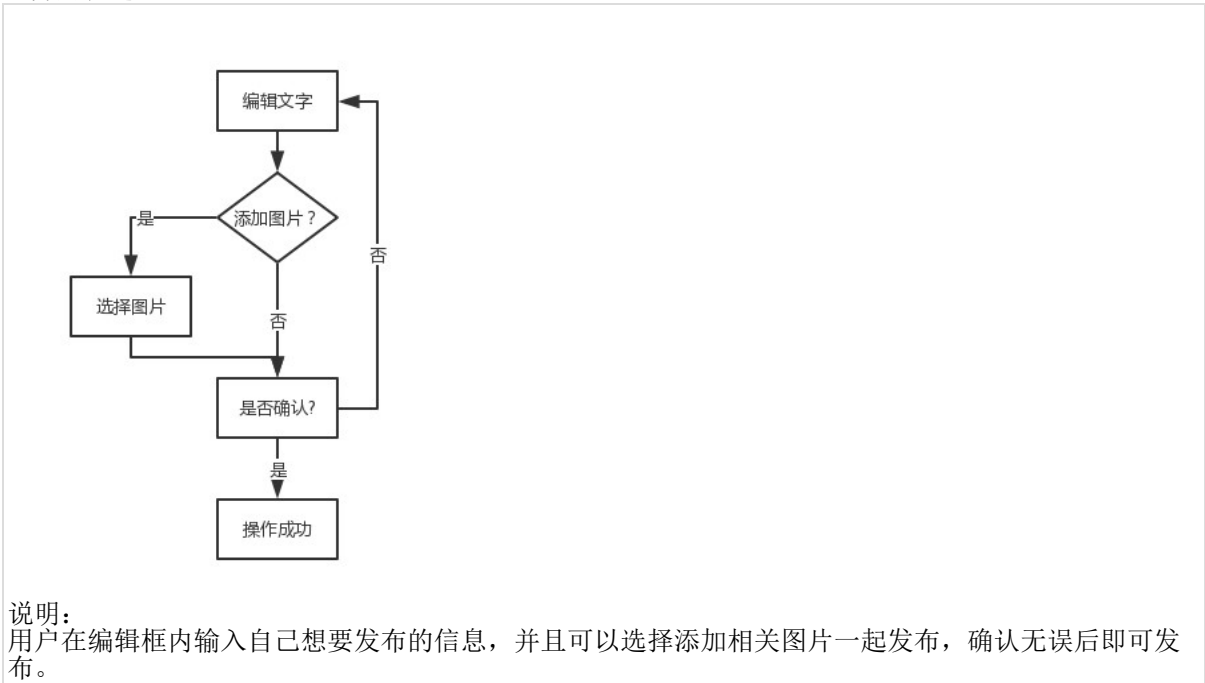 编辑文字
添加图片？
是
否
选择图片
否
是否确认?
是
操作成功
说明：
用户在编辑框内输入自己想要发布的信息，并且可以选择添加相关图片一起发布，确认无误后即可发
布。